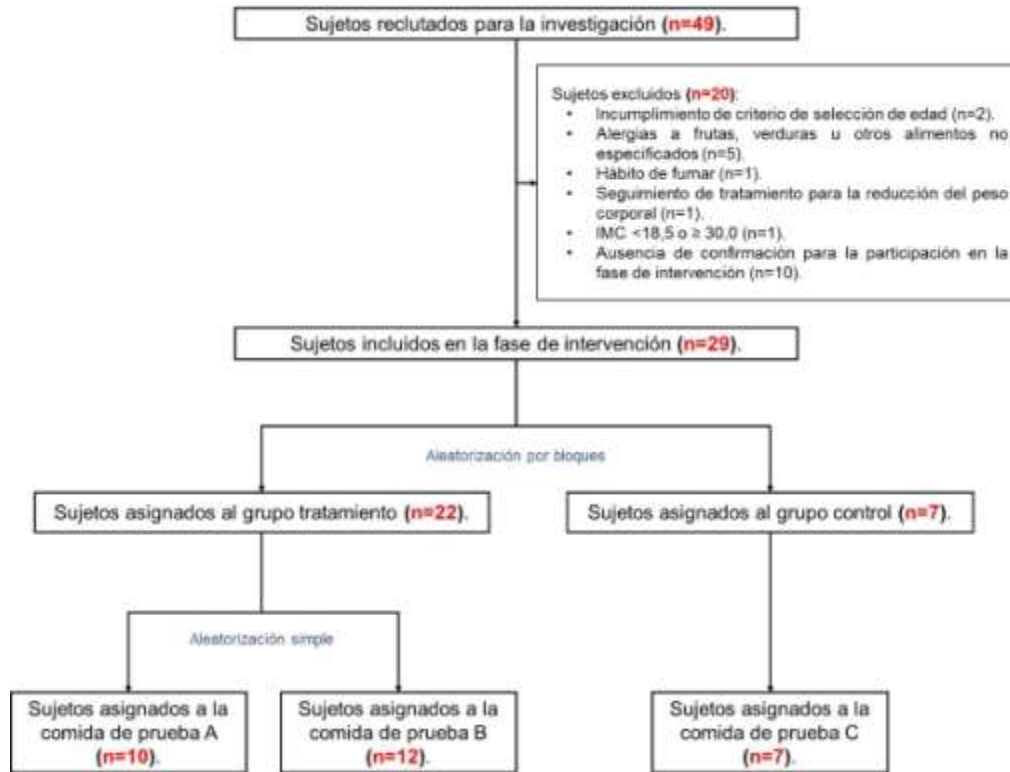 Sujetos reclutados para la investigación (n=49).
Sujetos excluidos (n=20):
• Incumplimiento de criterio de selección de edad (n=2).
• Alergias a frutas, verduras u otros alimentos no
especificados (n=5).
• Hábito de fumar (n=1).
• Seguimiento de tratamiento para la reducción del peso
corporal (n=1).
• IMC <18,5 o ≥ 30,0 (n=1).
• Ausencia de confirmación para la participación en la
fase de intervención (n=10).
Sujetos incluidos en la fase de intervención (n=29).
Aleatorización por bloques
Sujetos asignados al grupo tratamiento (n=22).
Sujetos asignados al grupo control (n=7).
Aleatorización simple
Sujetos asignados a la
comida de prueba A
(n=10).
Sujetos asignados a la
comida de prueba B
(n=12).
Sujetos asignados a la
comida de prueba C
(n=7).